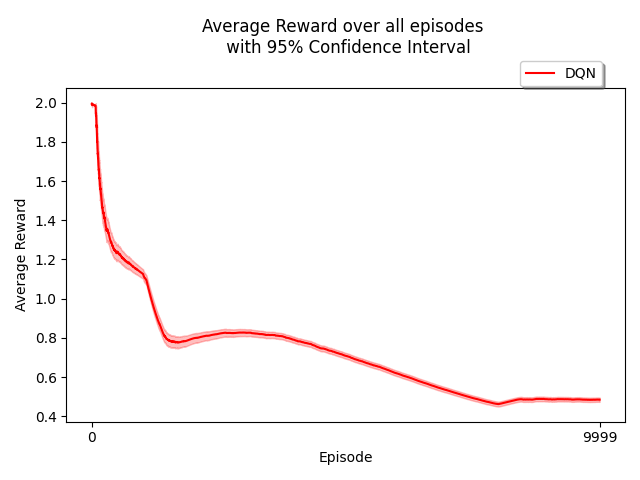 Average Reward over all episodes
with 95% Confidence Interval
DQN
2.0
1.8
1.6
1.4
1.2
1.0
0.8
0.6
0.4
Average Reward
0
9999
Episode